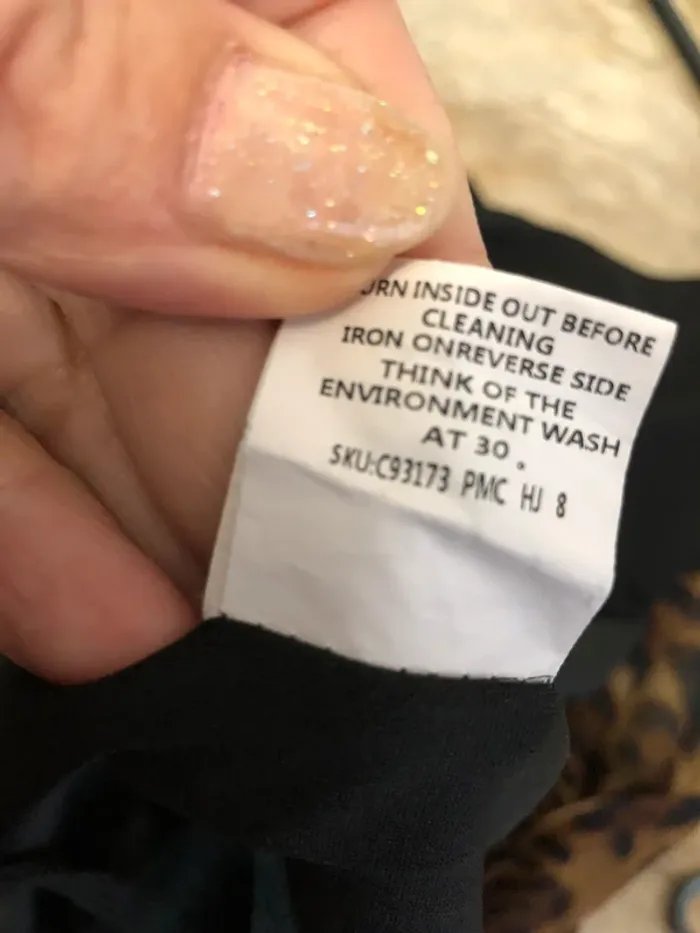 URN INSIDE OUT BEFORE
CLEANING
IRON ONREVERSE SIDE
THINK OF THE
ENVIRONMENT WASH
AT 30°
SKU:C93173 PMC HJ 8